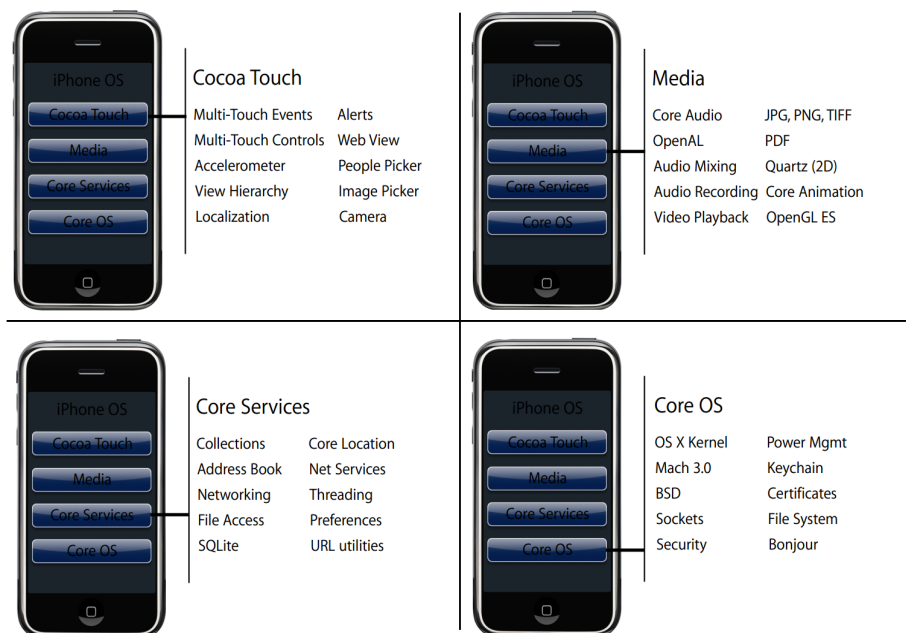 iPhone OS
Cocoa Touch
Media
Core Services
Core OS
Cocoa Touch
Multi-Touch Events Alerts
Multi-Touch Controls Web View
Accelerometer People Picker
View Hierarchy Image Picker
Localization Camera
iPhone OS
Cocoa Touch
Media
Core Services
Core OS
Media
Core Audio JPG, PNG, TIFF
OpenAL PDF
Audio Mixing Quartz (2D)
Audio Recording Core Animation
Video Playback OpenGL ES
iPhone OS
Cocoa Touch
Media
Core Services
Core OS
Core Services
Collections Core Location
Address Book Net Services
Networking Threading
File Access Preferences
SQLite URL utilities
iPhone OS
Cocoa Touch
Media
Core Services
Core OS
Core OS
OS X Kernel Power Mgmt
Mach 3.0 Keychain
BSD Certificates
Sockets File System
Security Bonjour